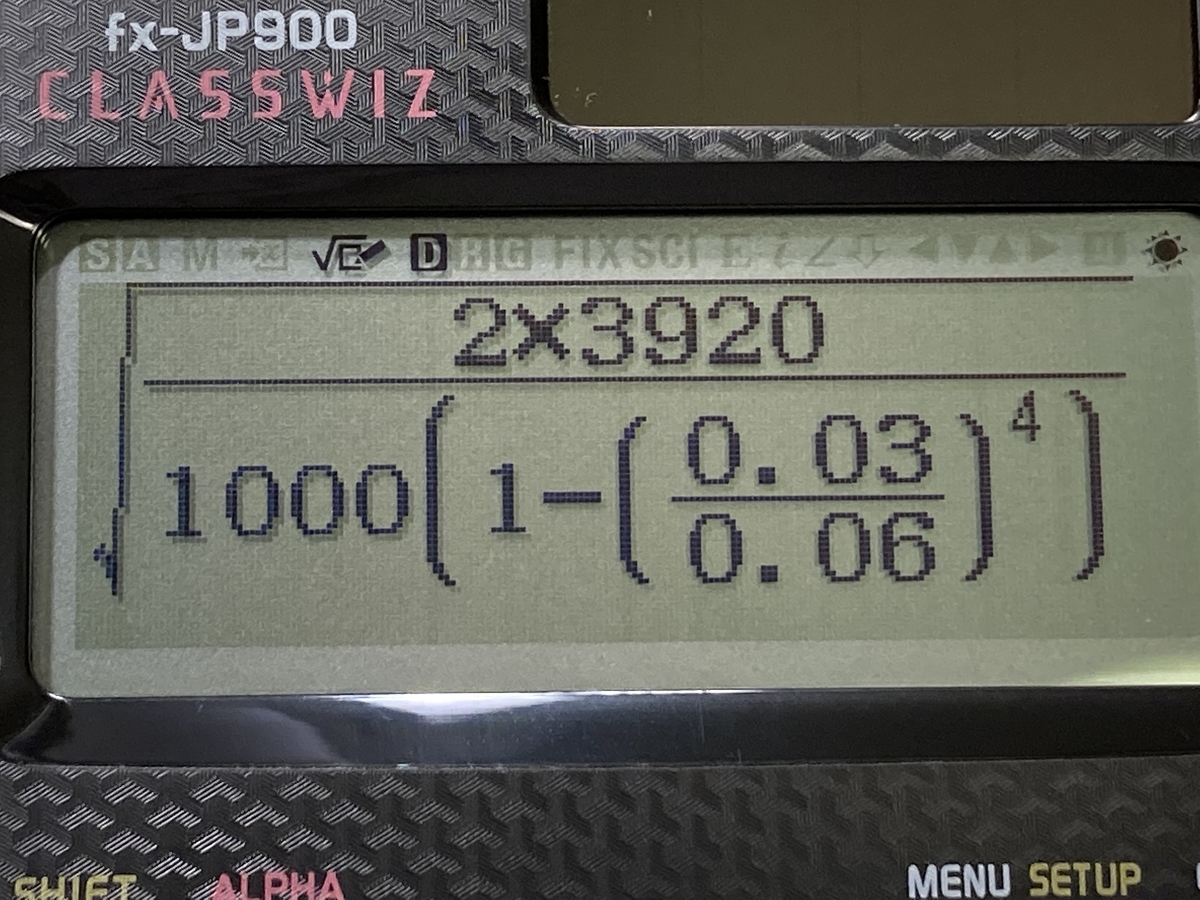 fx-JP900
CLASSWIZ
S A M √ D R G FIX SCI E i ∠
√
2×3920
1000(1-(0.03
0.06)^4)
SHIFT ALPHA MENU SETUP